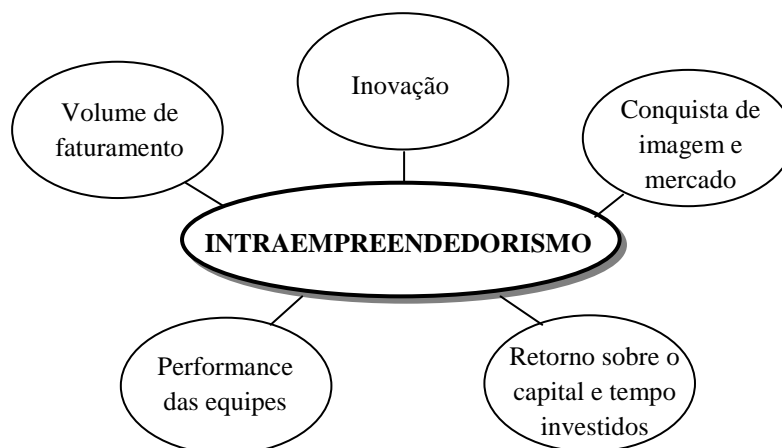 Inovação
Volume de
faturamento
Conquista de
imagem e
mercado
INTRAEMPREENDEDORISMO
Performance
das equipes
Retorno sobre o
capital e tempo
investidos